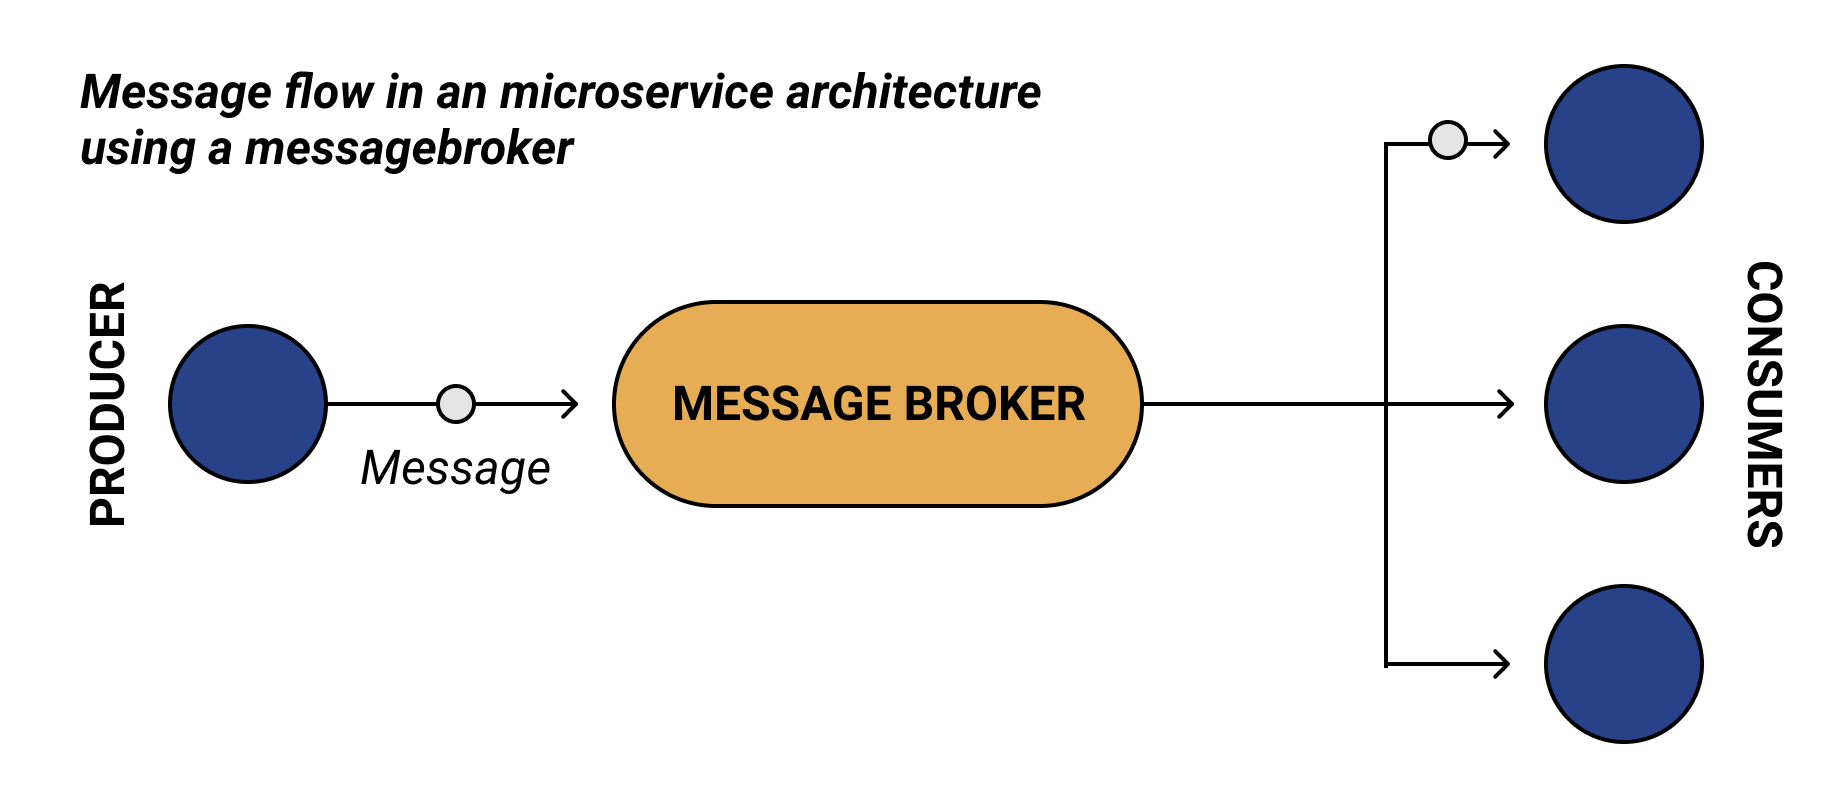 Message flow in an microservice architecture
using a messagebroker
PRODUCER
Message
MESSAGE BROKER
CONSUMERS